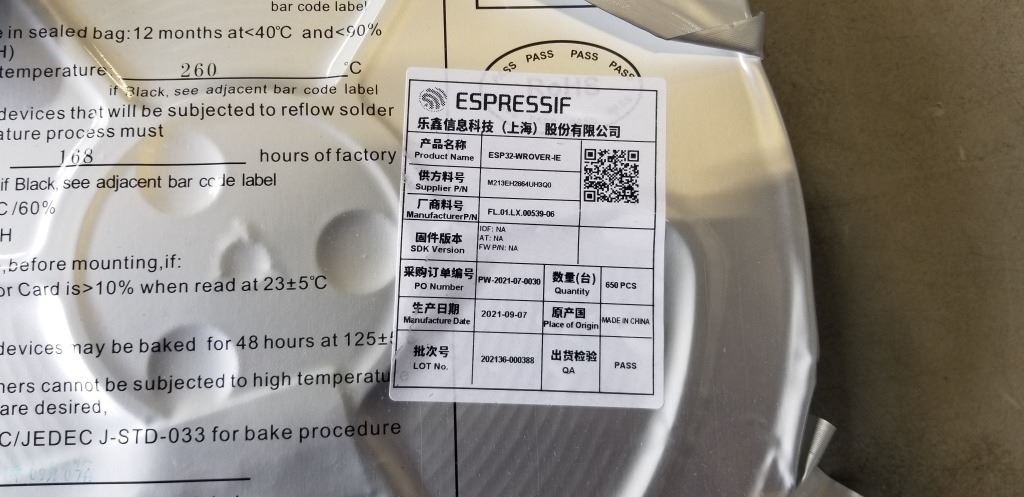 bar code label
e in sealed bag:12 months at<40℃ and<90%
H)
temperature 260 ℃
if Black, see adjacent bar code label
devices that will be subjected to reflow solder
ature process must
168 hours of factory
if Black, see adjacent bar code label
C/60%
H
,before mounting,if:
or Card is>10% when read at 23±5℃
devices may be baked for 48 hours at 125±5
ners cannot be subjected to high temperatu
are desired,
C/JEDEC J-STD-033 for bake procedure
SS PASS PASS PASS
RoHS
ESPRESSIF
乐鑫信息科技（上海）股份有限公司
产品名称
Product Name
ESP32-WROVER-IE
供方料号
Supplier P/N
M213EH2864UH3Q0
厂商料号
ManufacturerP/N
FL.01.LX.00539-06
固件版本
SDK Version
IDF: NA
AT: NA
FW P/N: NA
采购订单编号
PO Number
PW-2021-07-0030
数量(台)
Quantity
650 PCS
生产日期
Manufacture Date
2021-09-07
原产国
Place of Origin
MADE IN CHINA
批次号
LOT No.
202136-000388
出货检验
QA
PASS